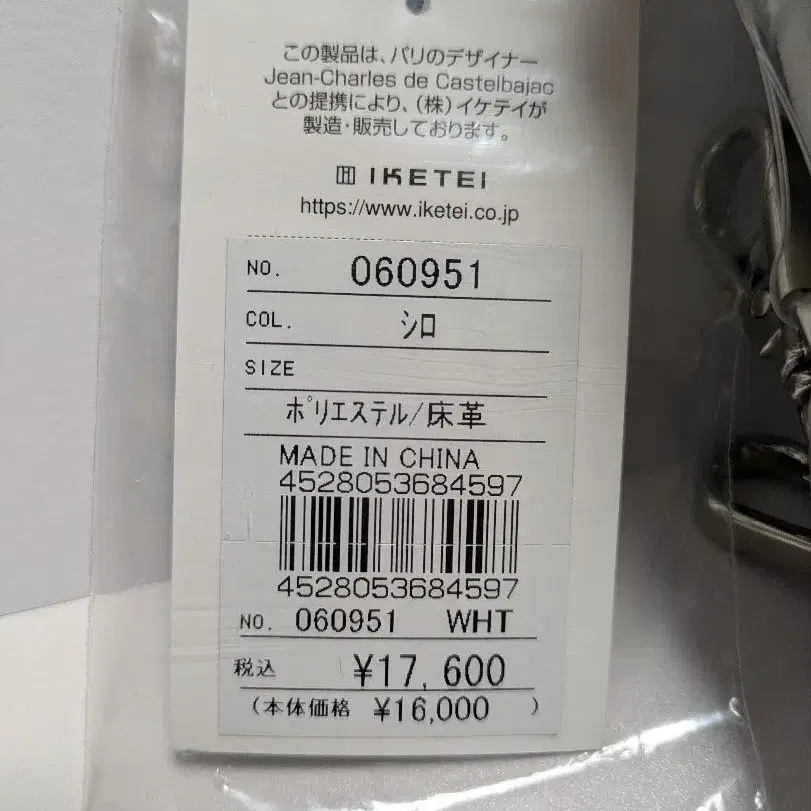 この製品は、パリのデザイナー
Jean-Charles de Castelbajac
との提携により、(株)イケテイが
製造・販売しております。
IKETEI
https://www.iketei.co.jp
NO. 060951
COL. シロ
SIZE
ポリエステル/床革
MADE IN CHINA
4528053684597
4528053684597
NO. 060951 WHT
税込 ¥17,600
(本体価格 ¥16,000 )